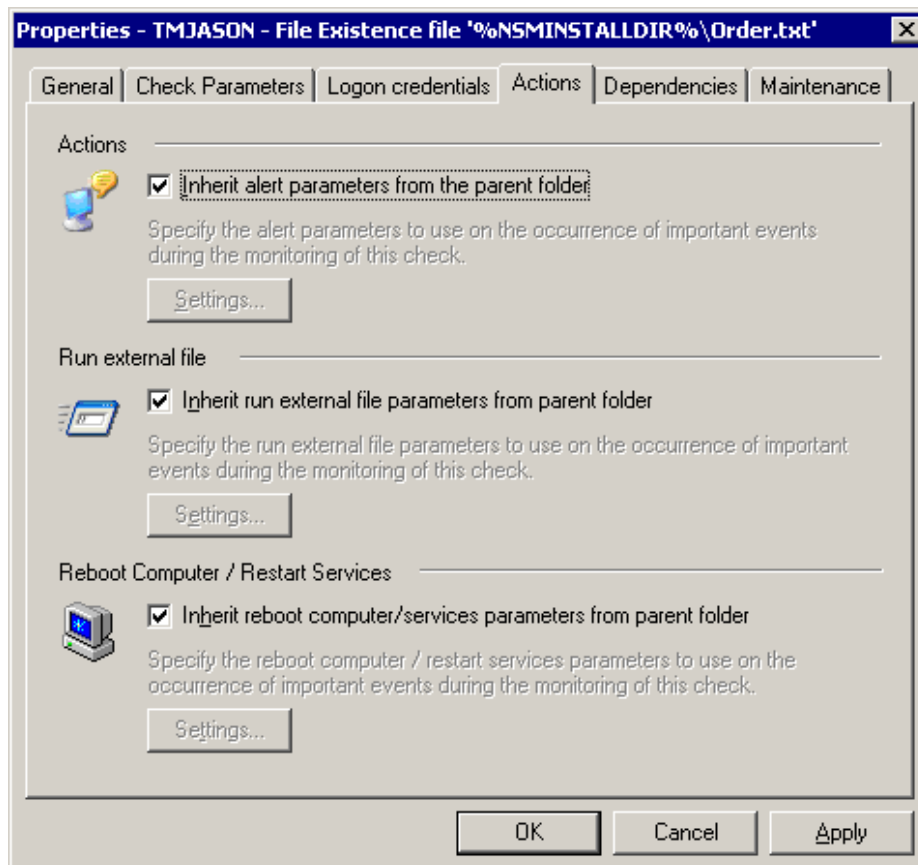 Properties - TMJASON - File Existence file '%NSMINSTALLDIR%\Order.txt'
General Check Parameters Logon credentials Actions Dependencies Maintenance
Actions
Inherit alert parameters from the parent folder
Specify the alert parameters to use on the occurrence of important events
during the monitoring of this check.
Settings...
Run external file
Inherit run external file parameters from parent folder
Specify the run external file parameters to use on the occurrence of important
events during the monitoring of this check.
Settings...
Reboot Computer / Restart Services
Inherit reboot computer/services parameters from parent folder
Specify the reboot computer / restart services parameters to use on the
occurrence of important events during the monitoring of this check.
Settings...
OK Cancel Apply